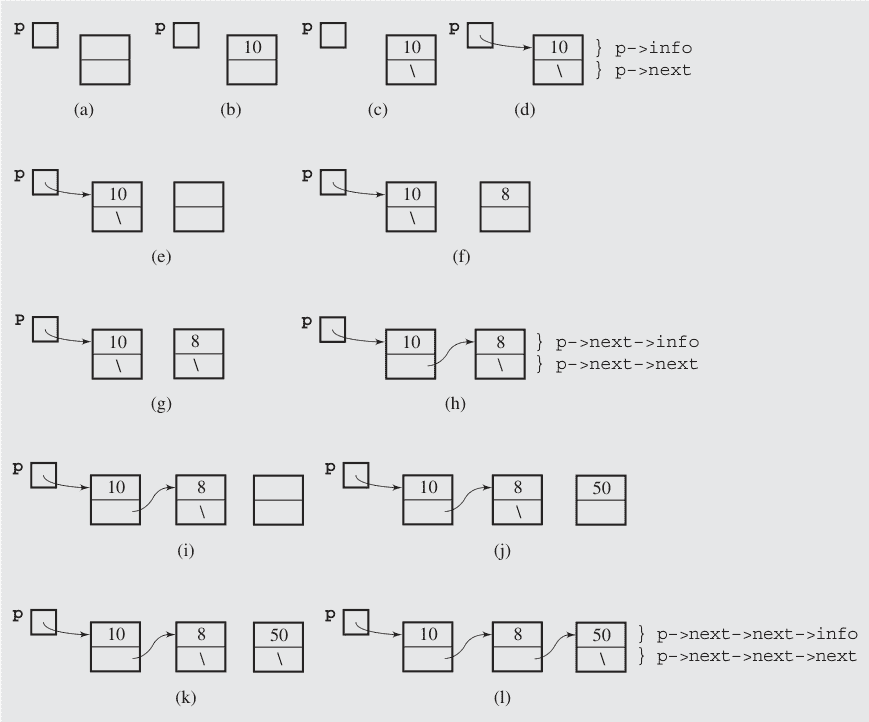 p p 10 p 10 p 10 } p->info
\ \ } p->next
(a) (b) (c) (d)
p 10 p 10 8
\ \
(e) (f)
p 10 8 p 10 8 } p->next->info
\ \ \ } p->next->next
(g) (h)
p 10 8 p 10 8 50
\ \
(i) (j)
p 10 8 50 p 10 8 50 } p->next->next->info
\ \ \ } p->next->next->next
(k) (l)